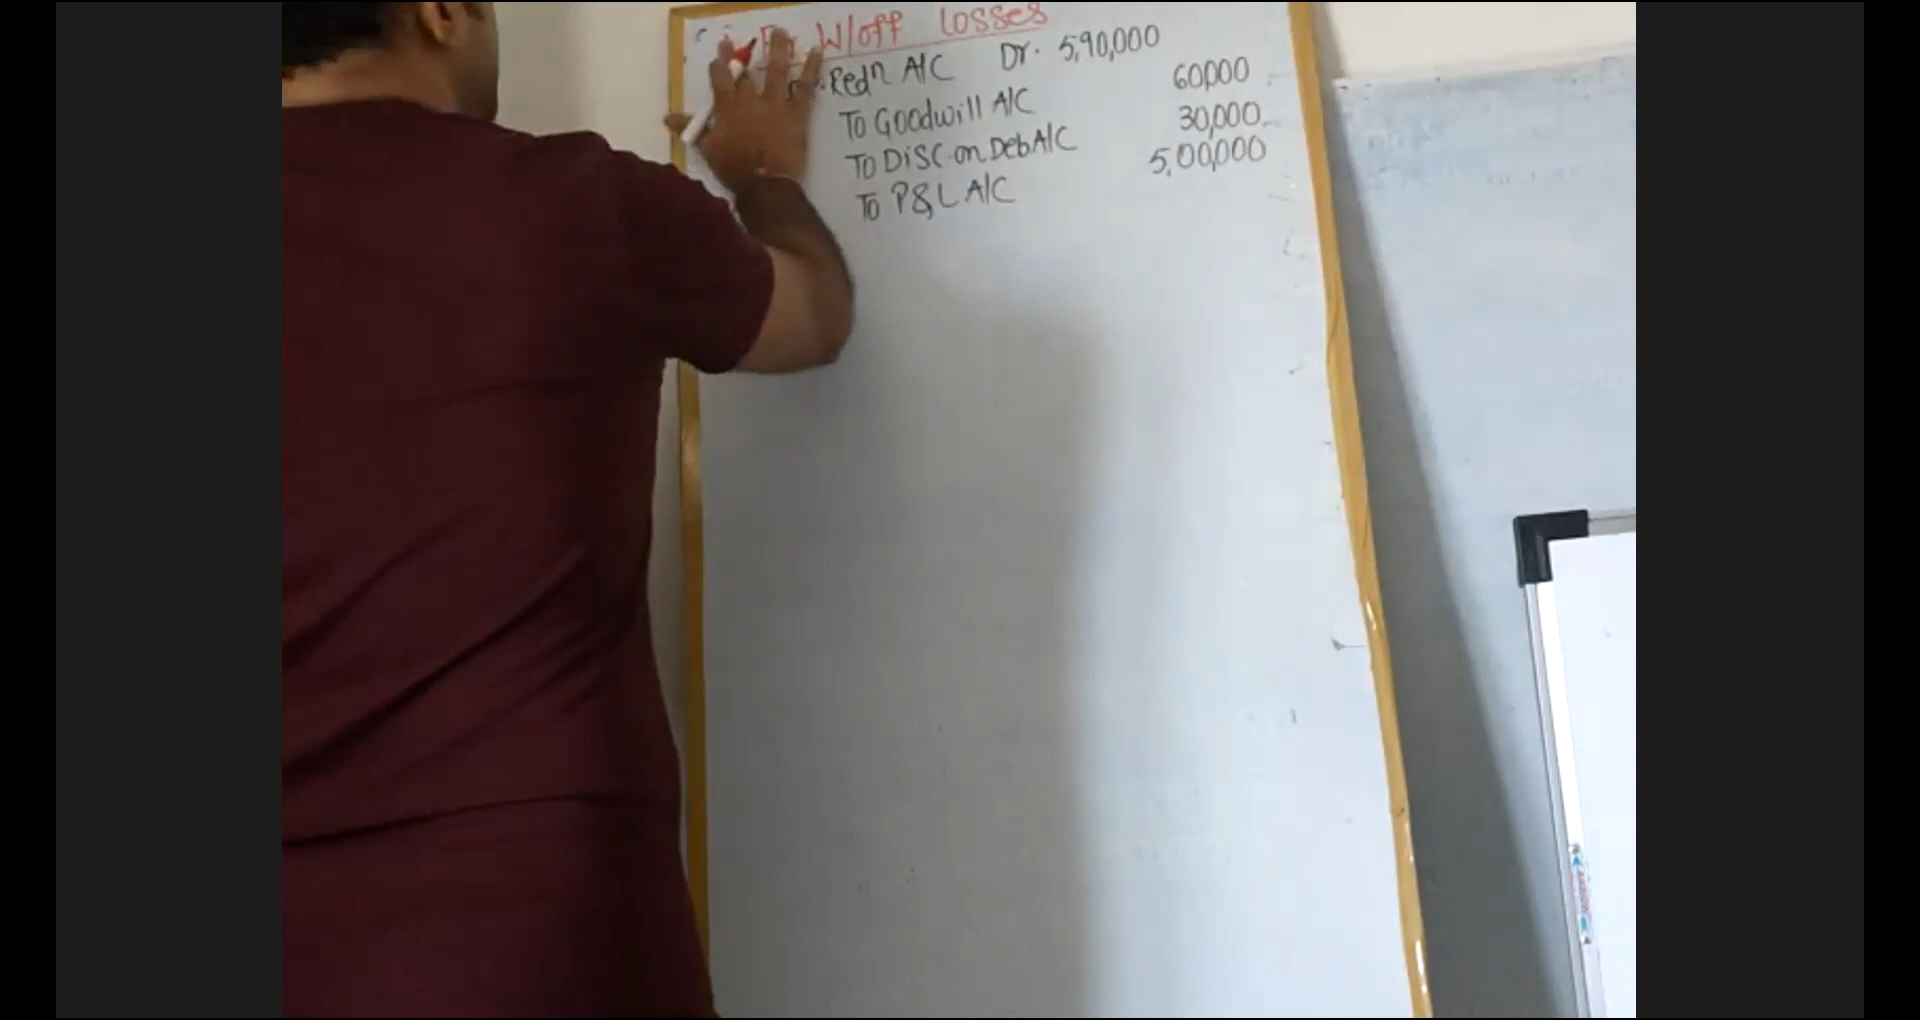 For W/off losses
Redn A/C Dr. 5,90,000
To Goodwill A/C 60,000
To Disc. on Deb A/C 30,000
To P&L A/C 5,00,000